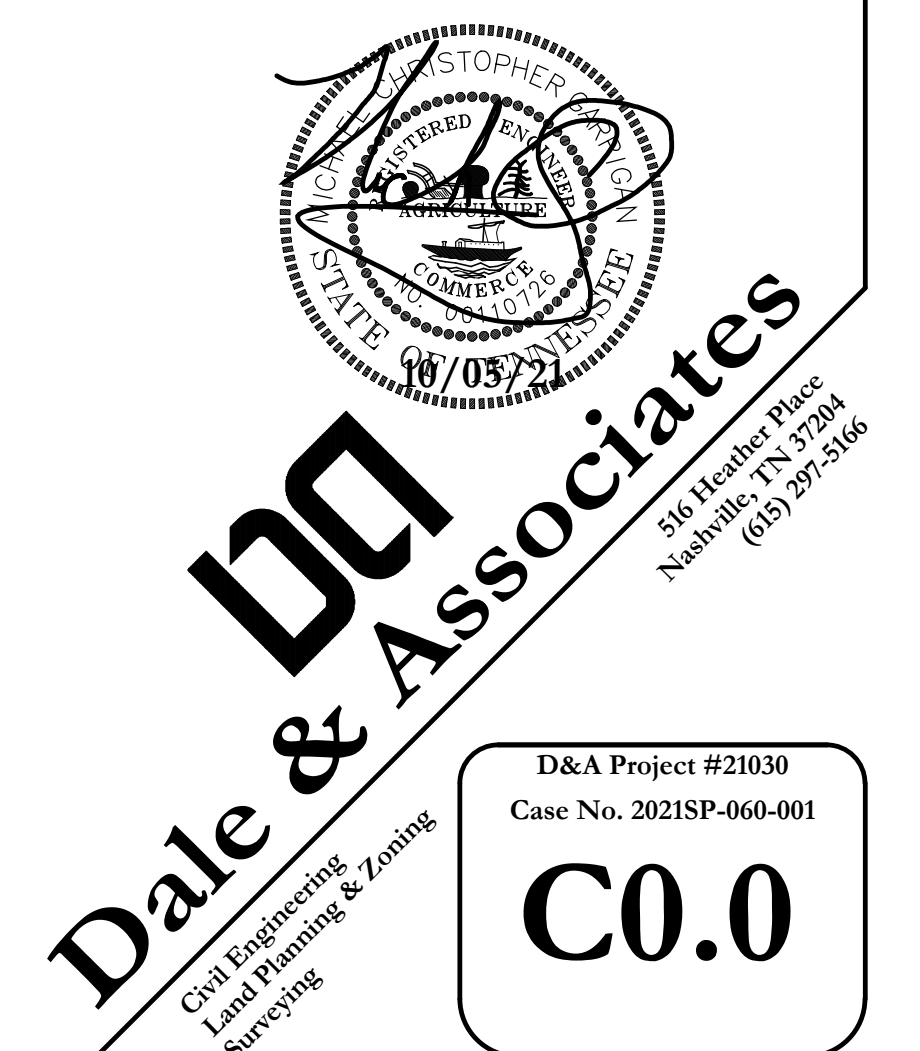 MICHAEL CHRISTOPHER GARRIGAN
REGISTERED ENGINEER
AGRICULTURE
COMMERCE
NO. 00110726
STATE OF TENNESSEE
10/05/21
Dale & Associates
516 Heather Place
Nashville, TN 37204
(615) 297-5166
Civil Engineering
Land Planning & Zoning
Surveying
D&A Project #21030
Case No. 2021SP-060-001
C0.0